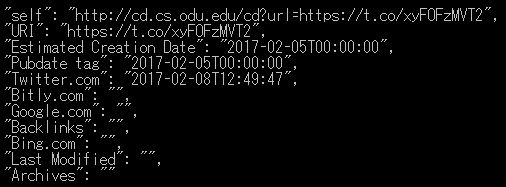 "self": "http://cd.cs.odu.edu/cd?url=https://t.co/xyFOFzMVT2",
"URI": "https://t.co/xyFOFzMVT2",
"Estimated Creation Date": "2017-02-05T00:00:00",
"Pubdate tag": "2017-02-05T00:00:00",
"Twitter.com": "2017-02-08T12:49:47",
"Bitly.com": "",
"Google.com": "",
"Backlinks": "",
"Bing.com": "",
"Last Modified": "",
"Archives": ""